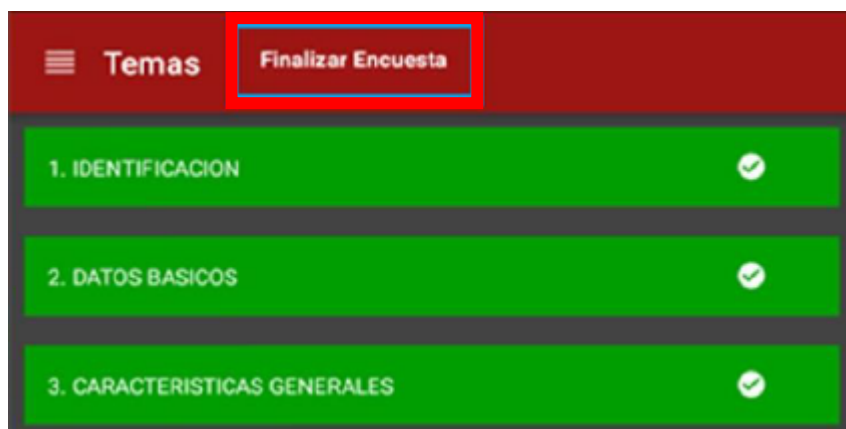 Temas Finalizar Encuesta
1. IDENTIFICACION
2. DATOS BASICOS
3. CARACTERISTICAS GENERALES